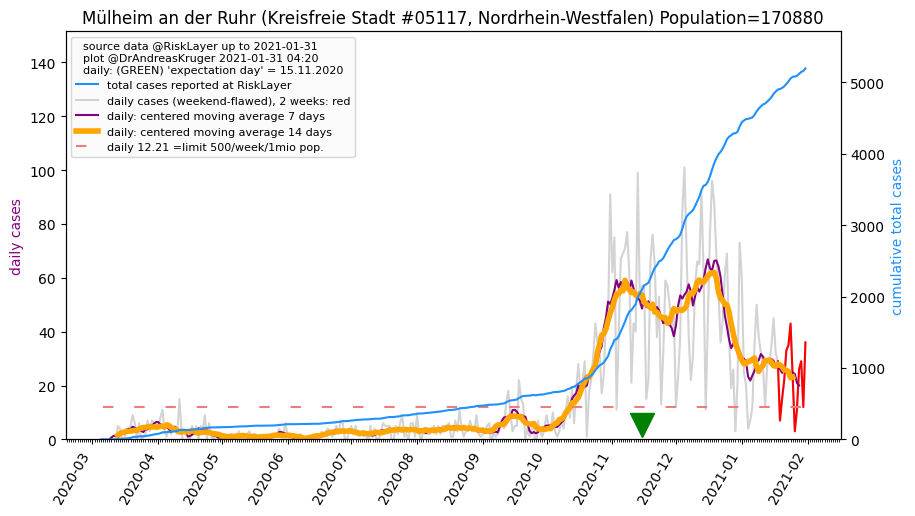 Mülheim an der Ruhr (Kreisfreie Stadt #05117, Nordrhein-Westfalen) Population=170880
source data @RiskLayer up to 2021-01-31
plot @DrAndreasKruger 2021-01-31 04:20
daily: (GREEN) 'expectation day' = 15.11.2020
total cases reported at RiskLayer
daily cases (weekend-flawed), 2 weeks: red
daily: centered moving average 7 days
daily: centered moving average 14 days
daily 12.21 =limit 500/week/1mio pop.
daily cases
140
120
100
80
60
40
20
0
cumulative total cases
5000
4000
3000
2000
1000
0
2020-03
2020-04
2020-05
2020-06
2020-07
2020-08
2020-09
2020-10
2020-11
2020-12
2021-01
2021-02